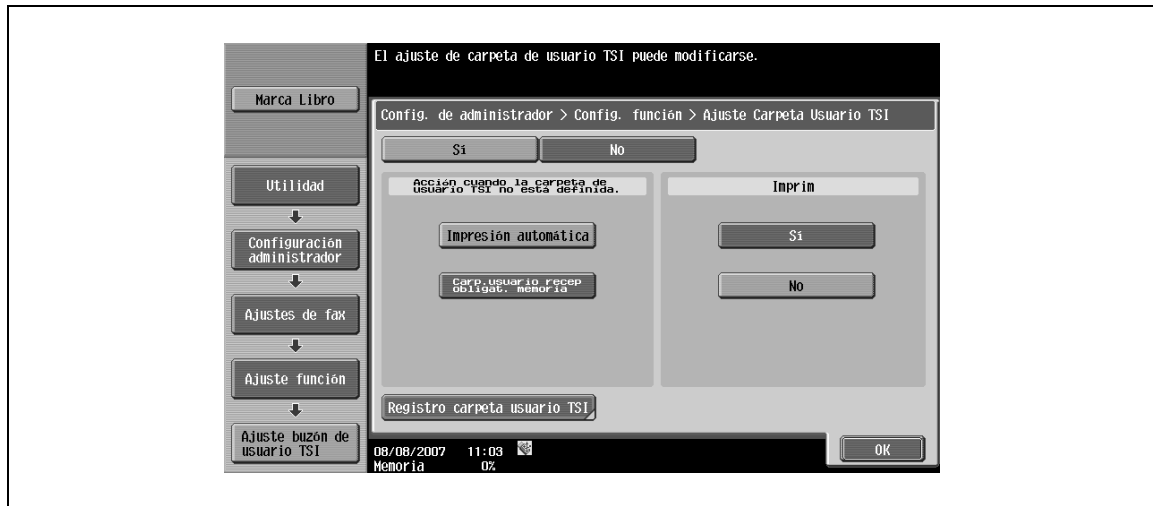 El ajuste de carpeta de usuario TSI puede modificarse.
Marca Libro
Config. de administrador > Config. función > Ajuste Carpeta Usuario TSI
Sí
No
Utilidad
Configuración
administrador
Ajustes de fax
Ajuste función
Ajuste buzón de
usuario TSI
Acción cuando la carpeta de
usuario TSI no está definida.
Impresión automática
Carp.usuario recep
obligat. memoria
Imprim
Sí
No
Registro carpeta usuario TSI
08/08/2007 11:03
Memoria 0%
OK